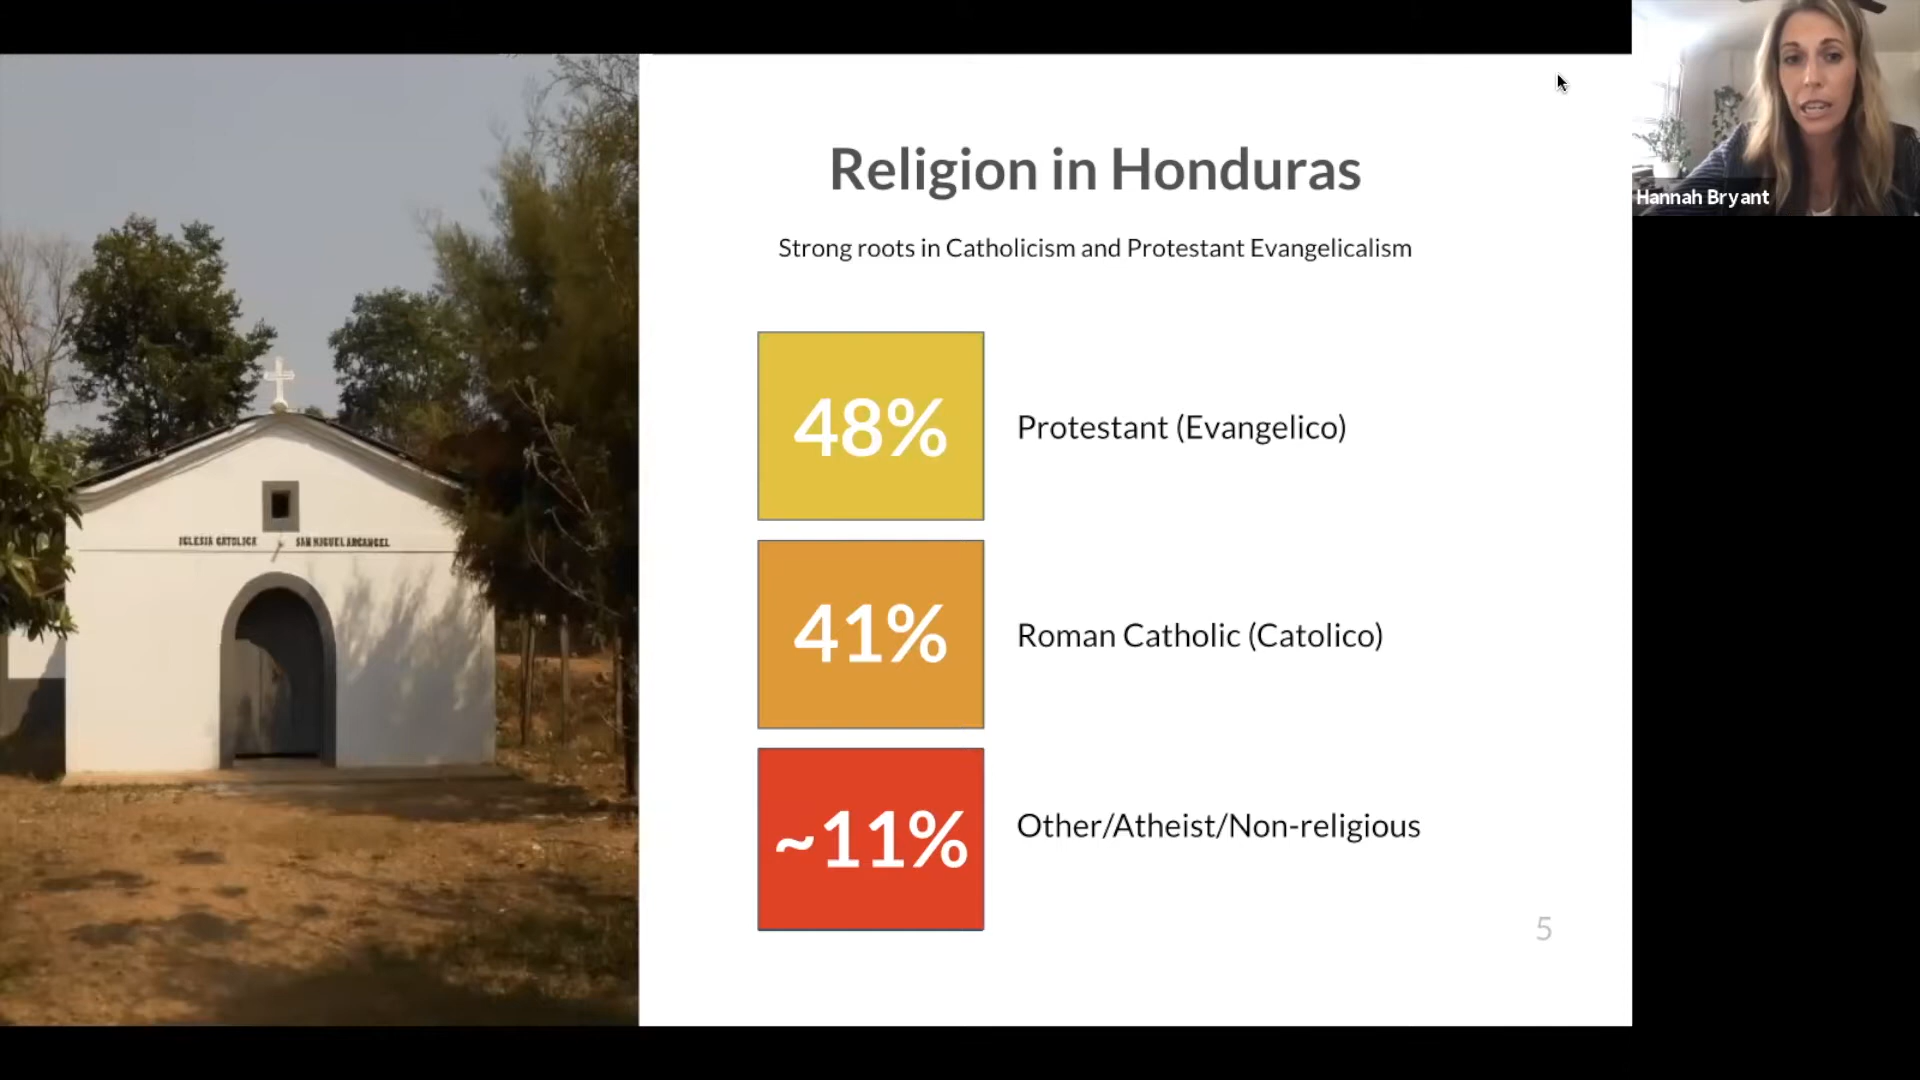 Religion in Honduras
Strong roots in Catholicism and Protestant Evangelicalism
48%
Protestant (Evangelico)
41%
Roman Catholic (Catolico)
~11%
Other/Atheist/Non-religious
5
IGLESIA CATOLICA SAN MIGUEL ARCANGEL
Hannah Bryant